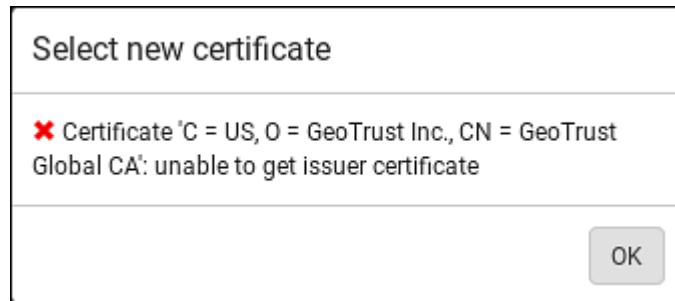 Select new certificate
✖ Certificate 'C = US, O = GeoTrust Inc., CN = GeoTrust
Global CA': unable to get issuer certificate
OK